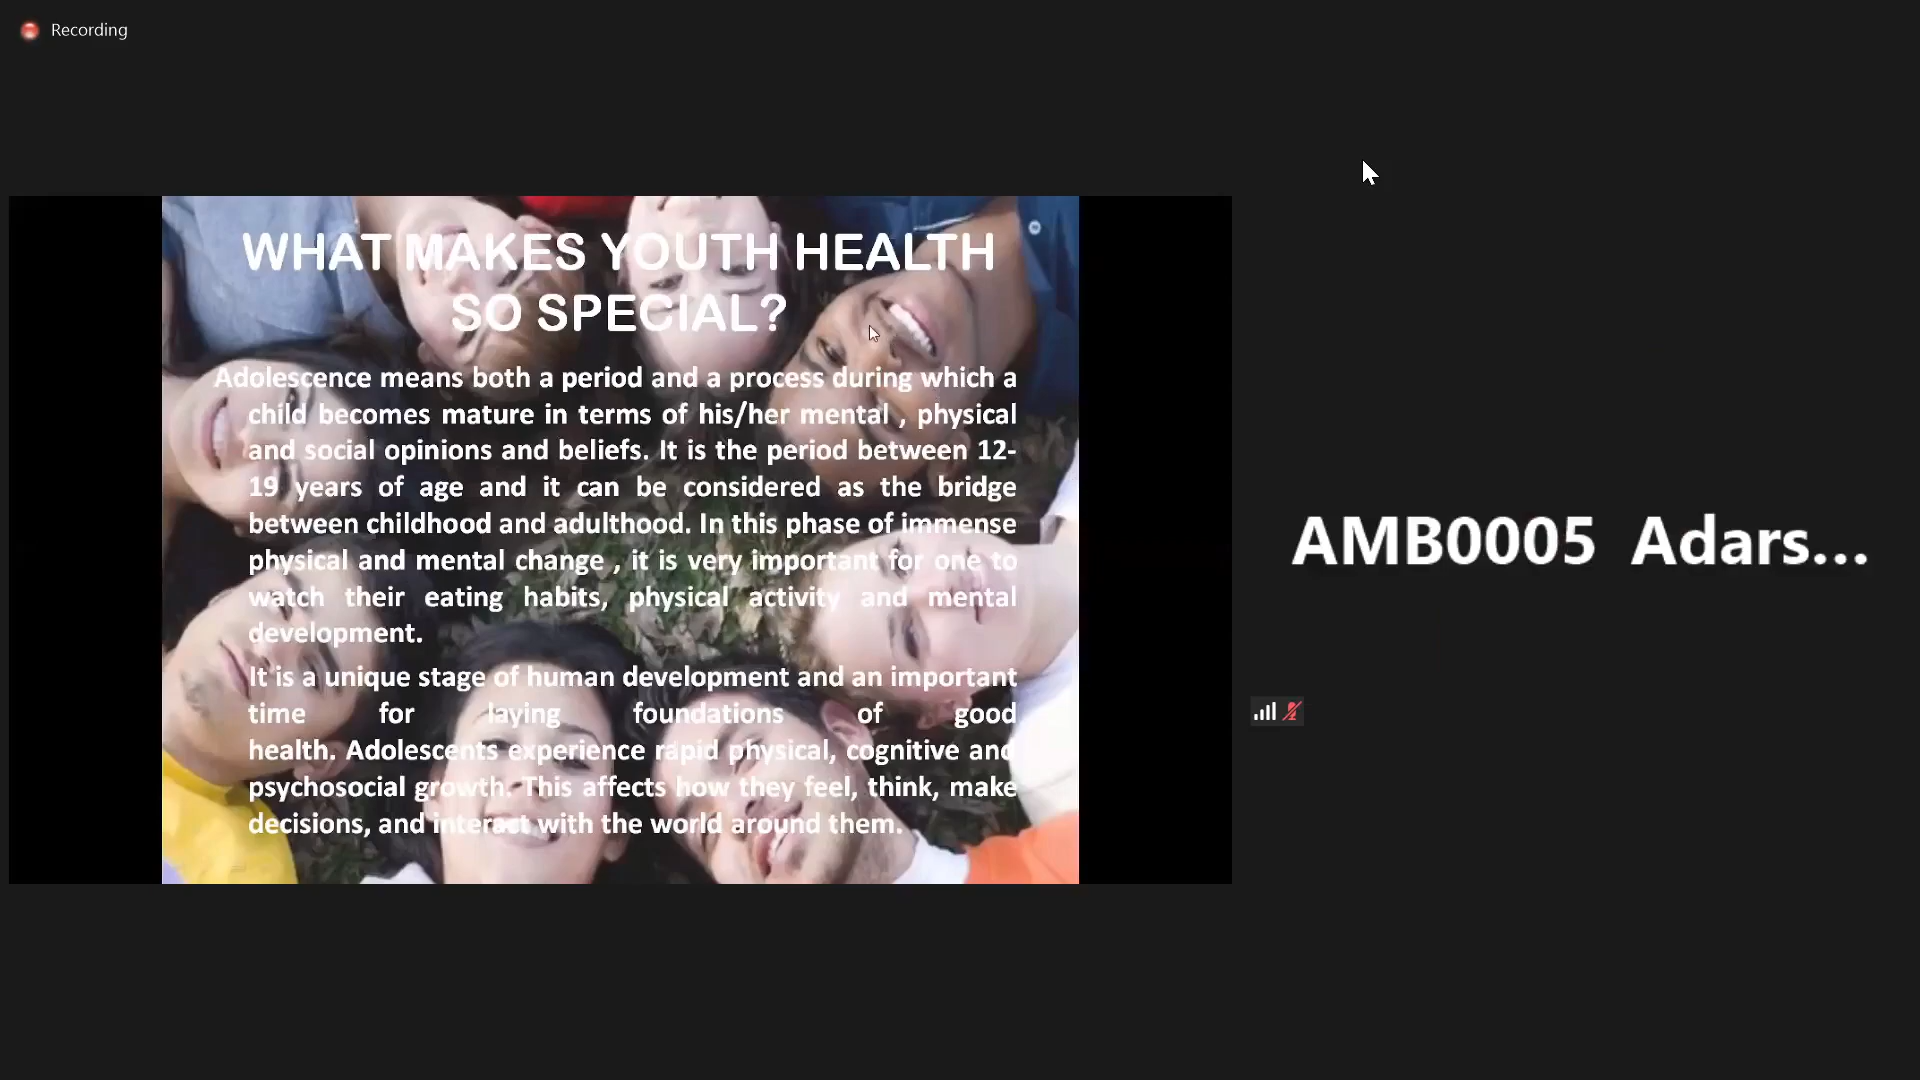 Recording
WHAT MAKES YOUTH HEALTH
SO SPECIAL?
Adolescence means both a period and a process during which a
child becomes mature in terms of his/her mental , physical
and social opinions and beliefs. It is the period between 12-
19 years of age and it can be considered as the bridge
between childhood and adulthood. In this phase of immense
physical and mental change , it is very important for one to
watch their eating habits, physical activity and mental
development.
It is a unique stage of human development and an important
time for laying foundations of good
health. Adolescents experience rapid physical, cognitive and
psychosocial growth. This affects how they feel, think, make
decisions, and interact with the world around them.
AMB0005 Adars...